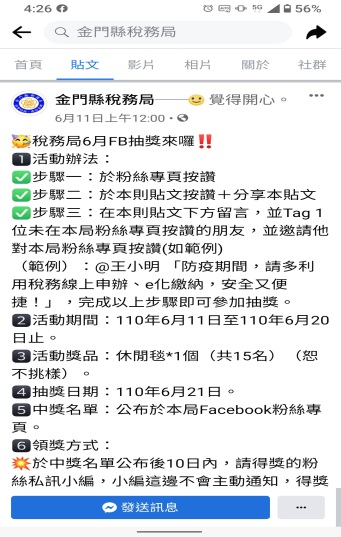 4:26 5G 56%
金門縣稅務局
首頁 貼文 影片 相片 關於 社群
金門縣稅務局——😉 覺得開心。 ...
6月11日上午12:00·
🥳稅務局6月FB抽獎來囉‼️
1️⃣活動辦法：
✅步驟一：於粉絲專頁按讚
✅步驟二：於本則貼文按讚＋分享本貼文
✅步驟三：在本則貼文下方留言，並Tag 1
位未在本局粉絲專頁按讚的朋友，並邀請他
對本局粉絲專頁按讚(如範例)
（範例）：@王小明 「防疫期間，請多利
用稅務線上申辦、e化繳納，安全又便
捷！」，完成以上步驟即可參加抽獎。
2️⃣活動期間：110年6月11日至110年6月20
日止。
3️⃣活動獎品：休閒毯*1個（共15名）（恕
不挑樣）。
4️⃣抽獎日期：110年6月21日。
5️⃣中獎名單：公布於本局Facebook粉絲專
頁。
6️⃣領獎方式：
💥於中獎名單公布後10日內，請得獎的粉
絲私訊小編，小編這邊不會主動通知，得獎
發送訊息 ...